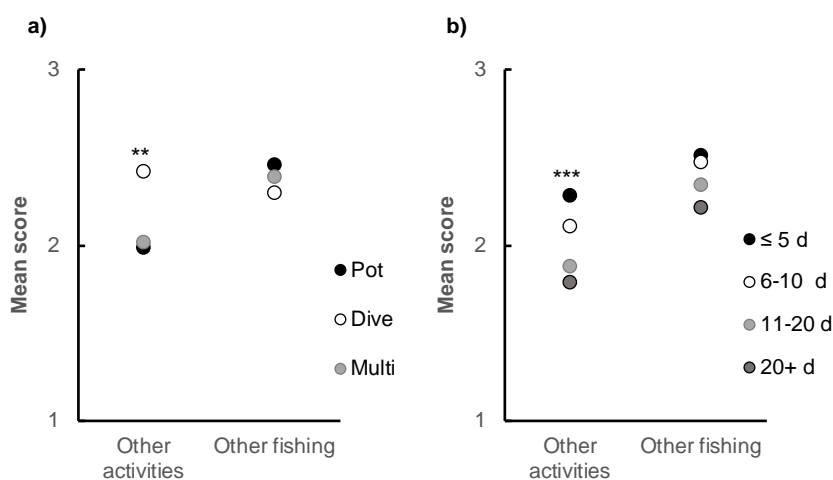 a)
3
2
1
Mean score
**
Pot
Dive
Multi
Other
activities
Other fishing
b)
3
2
1
Mean score
***
≤ 5 d
6-10 d
11-20 d
20+ d
Other
activities
Other fishing